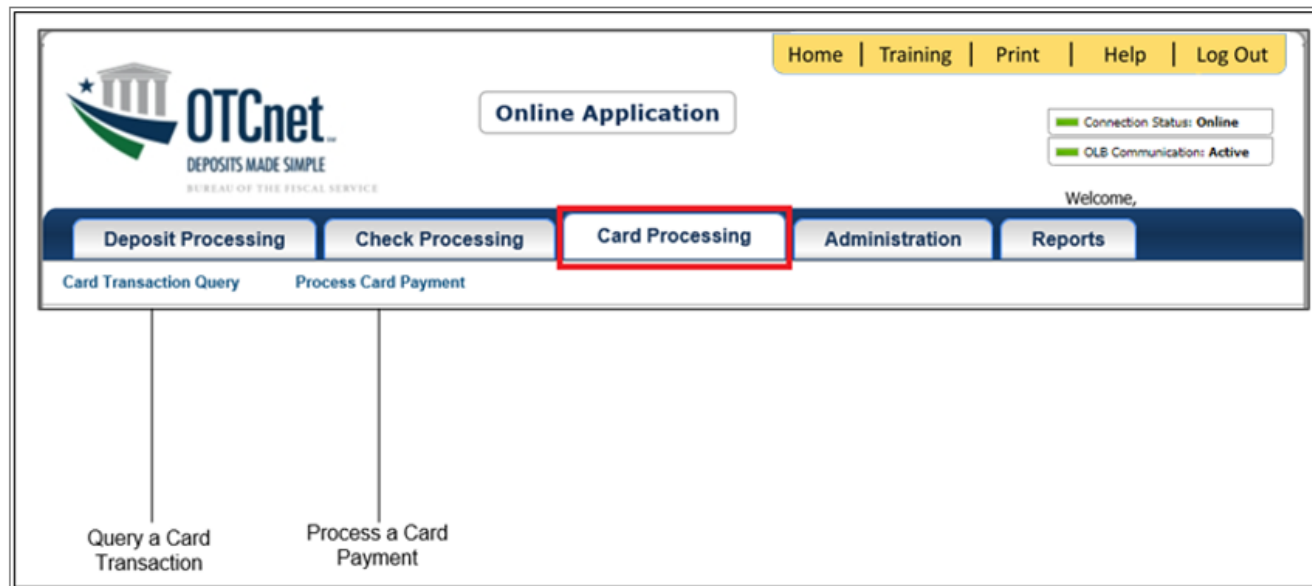 Home | Training | Print | Help | Log Out
OTCnet
DEPOSITS MADE SIMPLE
BUREAU OF THE FISCAL SERVICE
Online Application
Connection Status: Online
OLB Communication: Active
Welcome,
Deposit Processing Check Processing Card Processing Administration Reports
Card Transaction Query Process Card Payment
Query a Card
Transaction
Process a Card
Payment